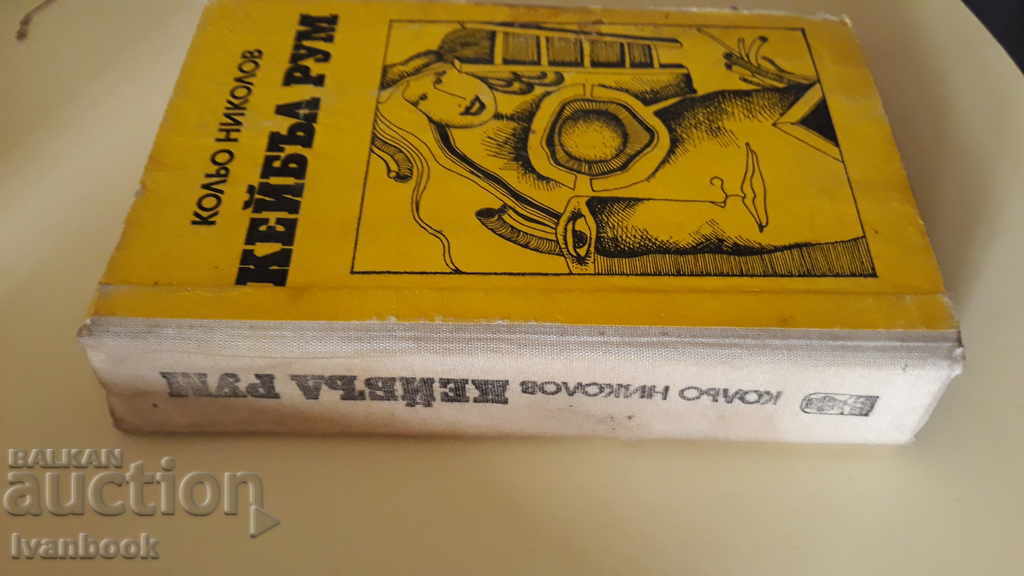 КОЛЬО НИКОЛОВ
КЕЙБЪЛ РУМ
КОЛЬО НИКОЛОВ КЕЙБЪЛ РУМ
BALKAN
auction
Ivanbook